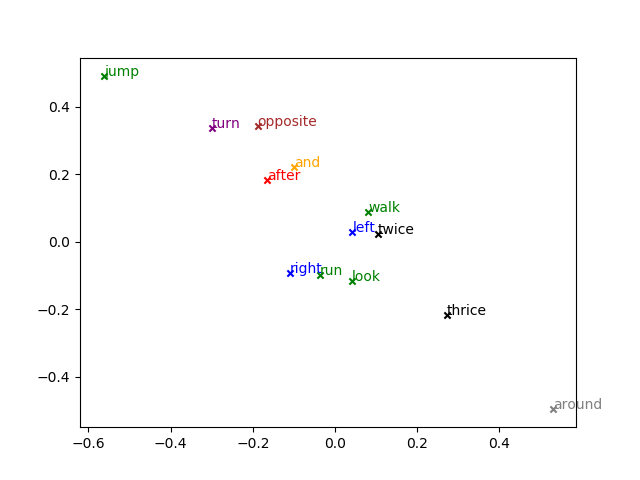 jump
0.4
turn
opposite
0.2
and
after
walk
0.0
left
twice
right
run
look
−0.2
thrice
−0.4
around
−0.6
−0.4
−0.2
0.0
0.2
0.4